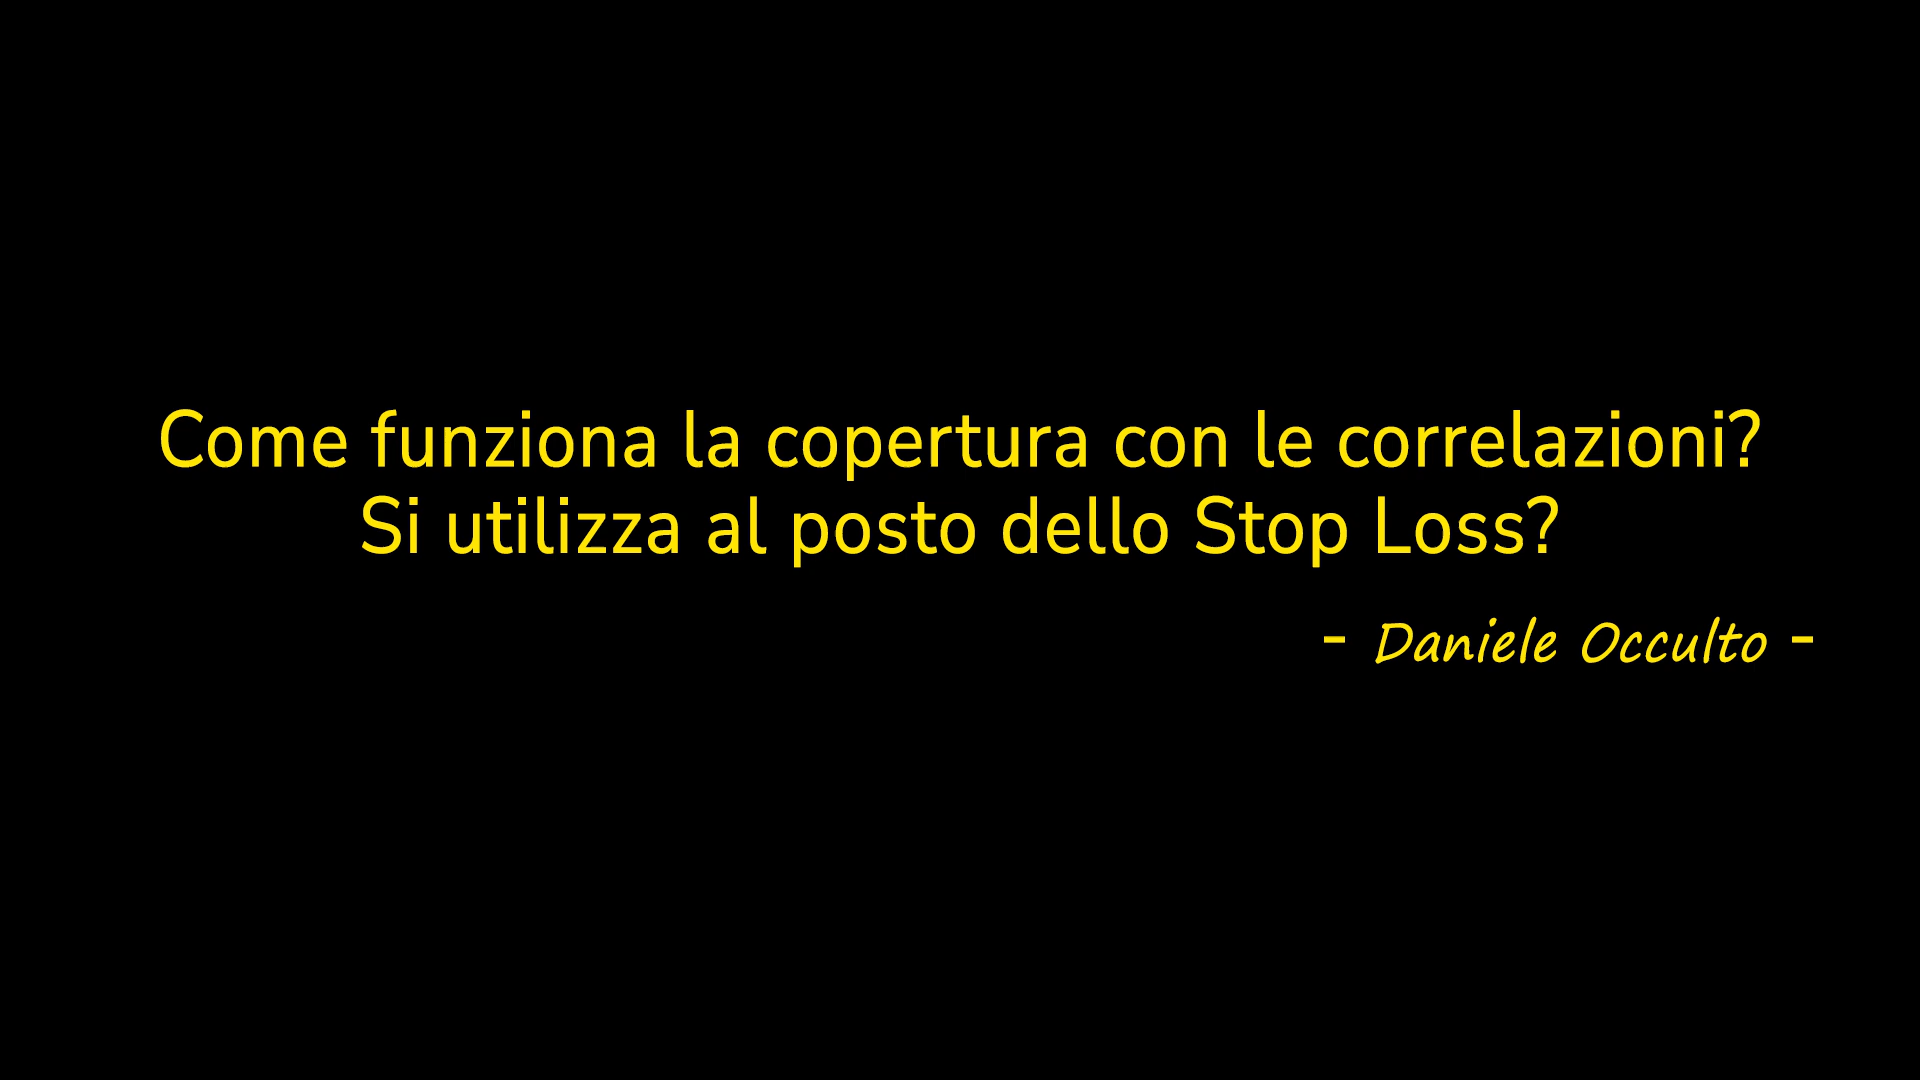 Come funziona la copertura con le correlazioni?
Si utilizza al posto dello Stop Loss?
- Daniele Occulto -